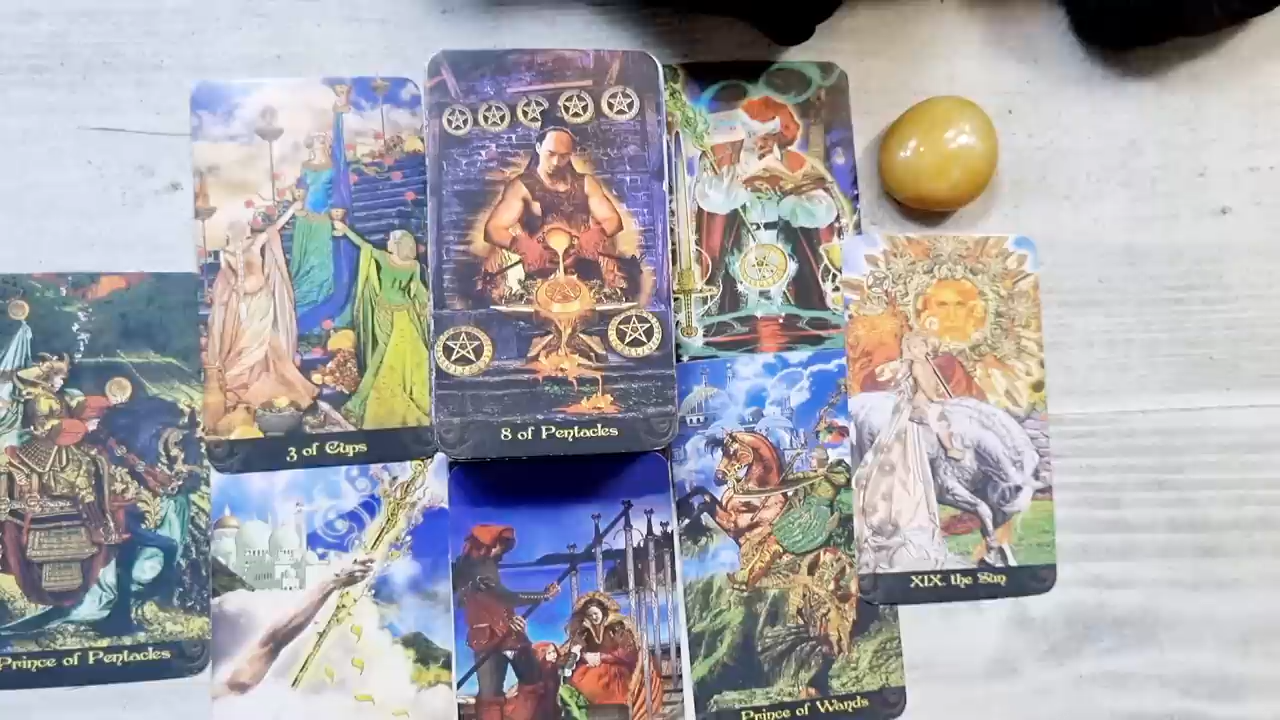 3 of Cups
8 of Pentacles
XIX. the Sun
Prince of Pentacles
Prince of Wands